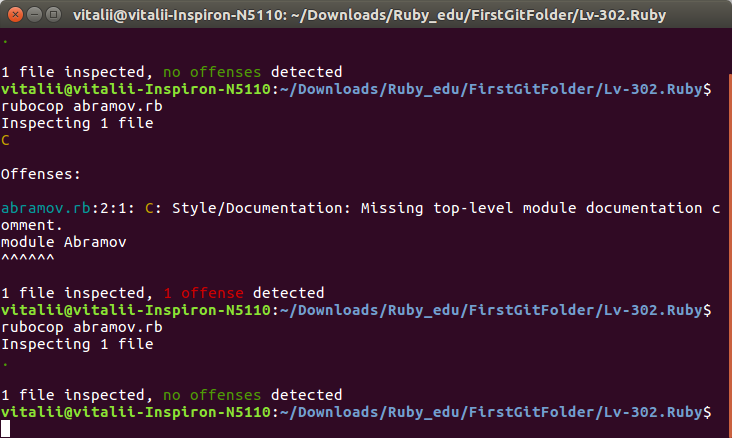 vitalii@vitalii-Inspiron-N5110: ~/Downloads/Ruby_edu/FirstGitFolder/Lv-302.Ruby
.
1 file inspected, no offenses detected
vitalii@vitalii-Inspiron-N5110:~/Downloads/Ruby_edu/FirstGitFolder/Lv-302.Ruby$
rubocop abramov.rb
Inspecting 1 file
C
Offenses:
abramov.rb:2:1: C: Style/Documentation: Missing top-level module documentation c
omment.
module Abramov
^^^^^^
1 file inspected, 1 offense detected
vitalii@vitalii-Inspiron-N5110:~/Downloads/Ruby_edu/FirstGitFolder/Lv-302.Ruby$
rubocop abramov.rb
Inspecting 1 file
.
1 file inspected, no offenses detected
vitalii@vitalii-Inspiron-N5110:~/Downloads/Ruby_edu/FirstGitFolder/Lv-302.Ruby$